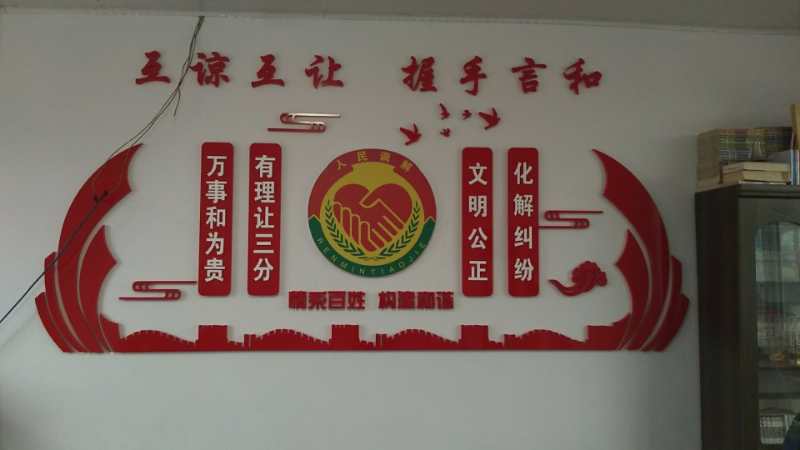 互谅互让 握手言和
万事和为贵
有理让三分
人民调解
RENMINTIAOJIE
文明公正
化解纠纷
情系百姓 构建和谐